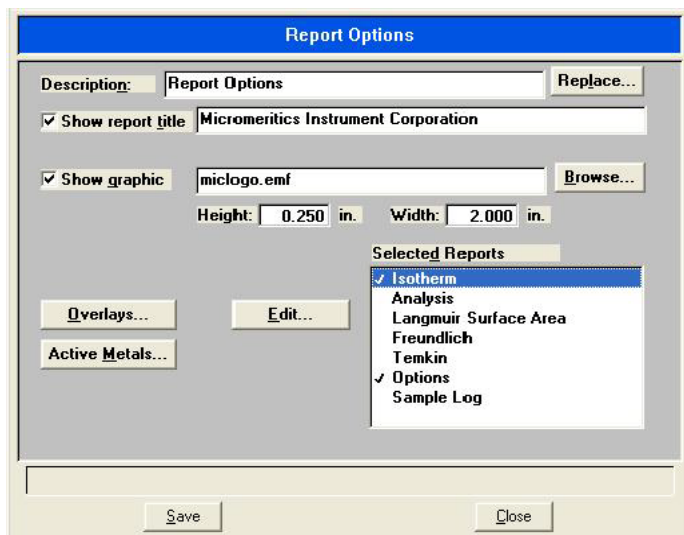 Report Options
Description: Report Options Replace...
Show report title Micromeritics Instrument Corporation
Show graphic miclogo.emf Browse...
Height: 0.250 in. Width: 2.000 in.
Selected Reports
Isotherm
Analysis
Langmuir Surface Area
Freundlich
Temkin
Options
Sample Log
Overlays... Edit...
Active Metals...
Save Close